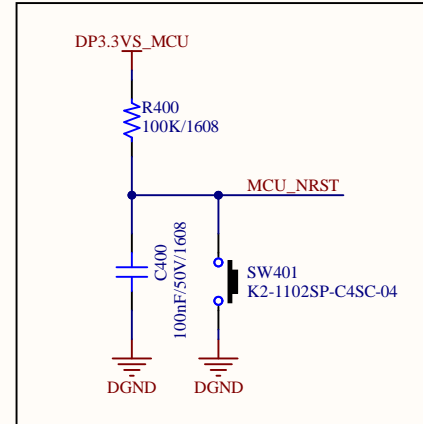 DP3.3VS_MCU
R400
100K/1608
MCU_NRST
C400
100nF/50V/1608
SW401
K2-1102SP-C4SC-04
DGND
DGND